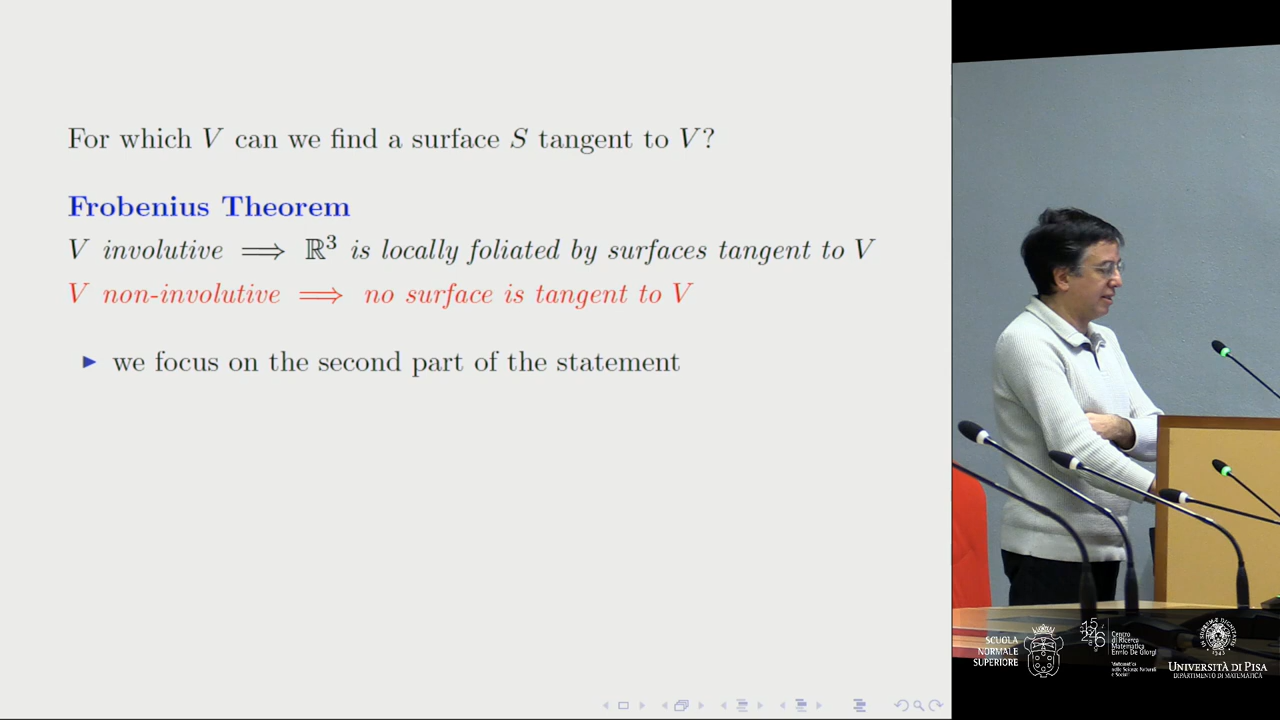 For which V can we find a surface S tangent to V?
Frobenius Theorem
V involutive ⟹ ℝ³ is locally foliated by surfaces tangent to V
V non-involutive ⟹ no surface is tangent to V
▶ we focus on the second part of the statement
SCUOLA
NORMALE
SUPERIORE
Centro
di Ricerca
Matematica
Ennio De Giorgi
UNIVERSITÀ DI PISA
DIPARTIMENTO DI MATEMATICA